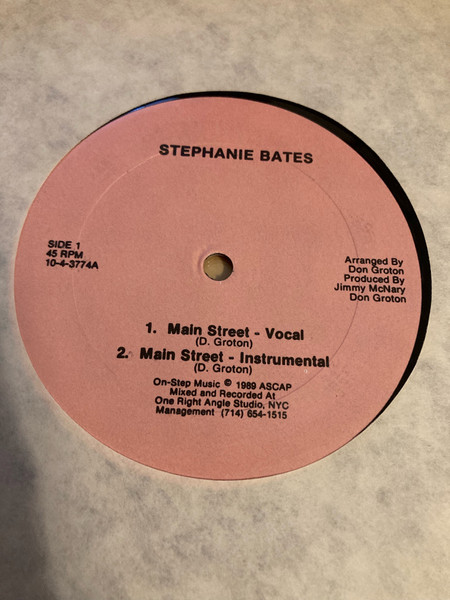 STEPHANIE BATES
SIDE 1
45 RPM
10-4-3774A
Arranged By
Don Groton
Produced By
Jimmy McNary
Don Groton
1. Main Street - Vocal
(D. Groton)
2. Main Street - Instrumental
(D. Groton)
On-Step Music © 1989 ASCAP
Mixed and Recorded At
One Right Angle Studio, NYC
Management (714) 654-1515